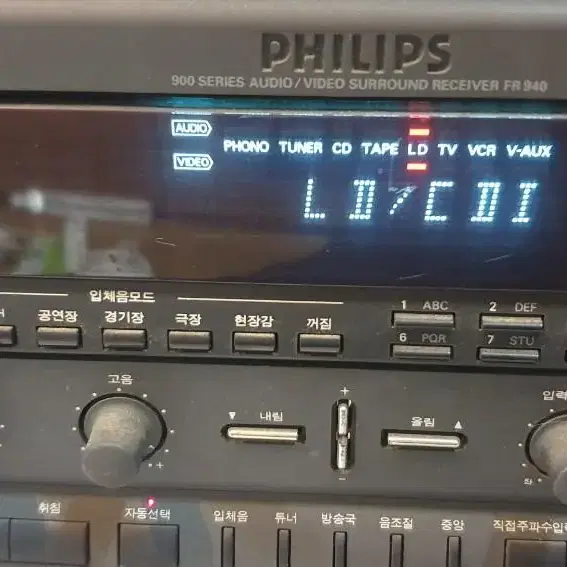 PHILIPS
900 SERIES AUDIO/VIDEO SURROUND RECEIVER FR940
AUDIO
PHONO TUNER CD TAPE LD TV VCR V-AUX
VIDEO
LD/CDI
입체음모드
공연장 경기장 극장 현장감 꺼짐
1 ABC 2 DEF
6 PQR 7 STU
고음 + 입력
▼ 내림 올림 ▲
+ - 좌
취침 자동선택 입체음 튜너 방송국 음조절 중앙 직접주파수입력